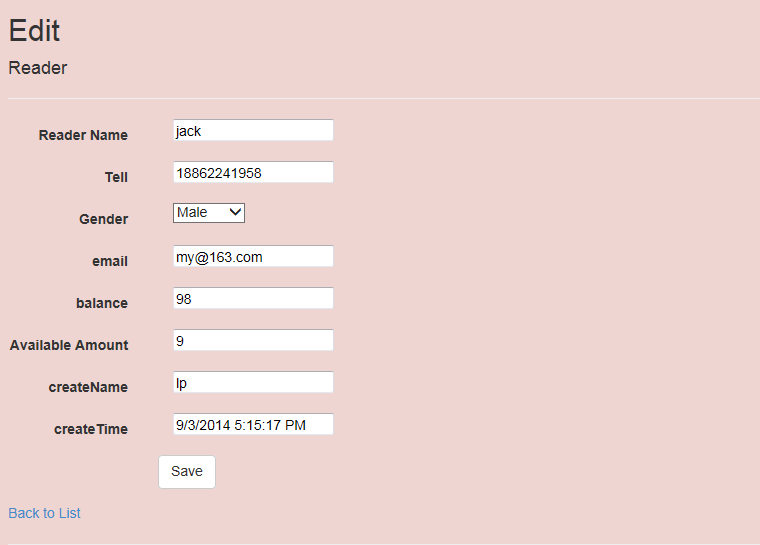 Edit
Reader
Reader Name jack
Tell 18862241958
Gender Male
email my@163.com
balance 98
Available Amount 9
createName lp
createTime 9/3/2014 5:15:17 PM
Save
Back to List